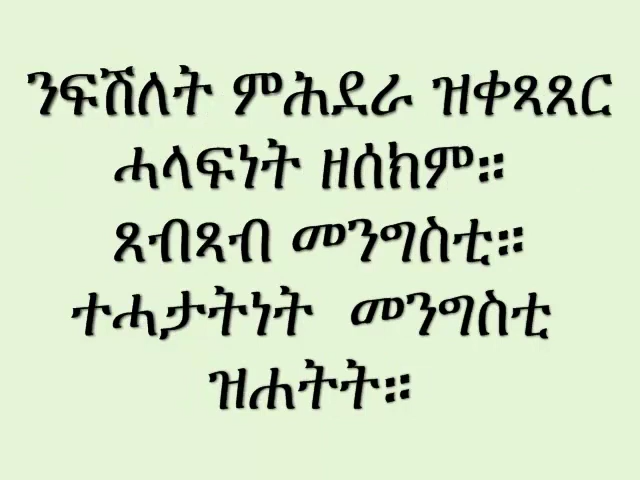 ንፍሽለት ምሕደራ ዝቀጻጸር
ሓላፍነት ዘሰክም።
ጸብጻብ መንግስቲ።
ተሓታትነት መንግስቲ
ዝሐትት።